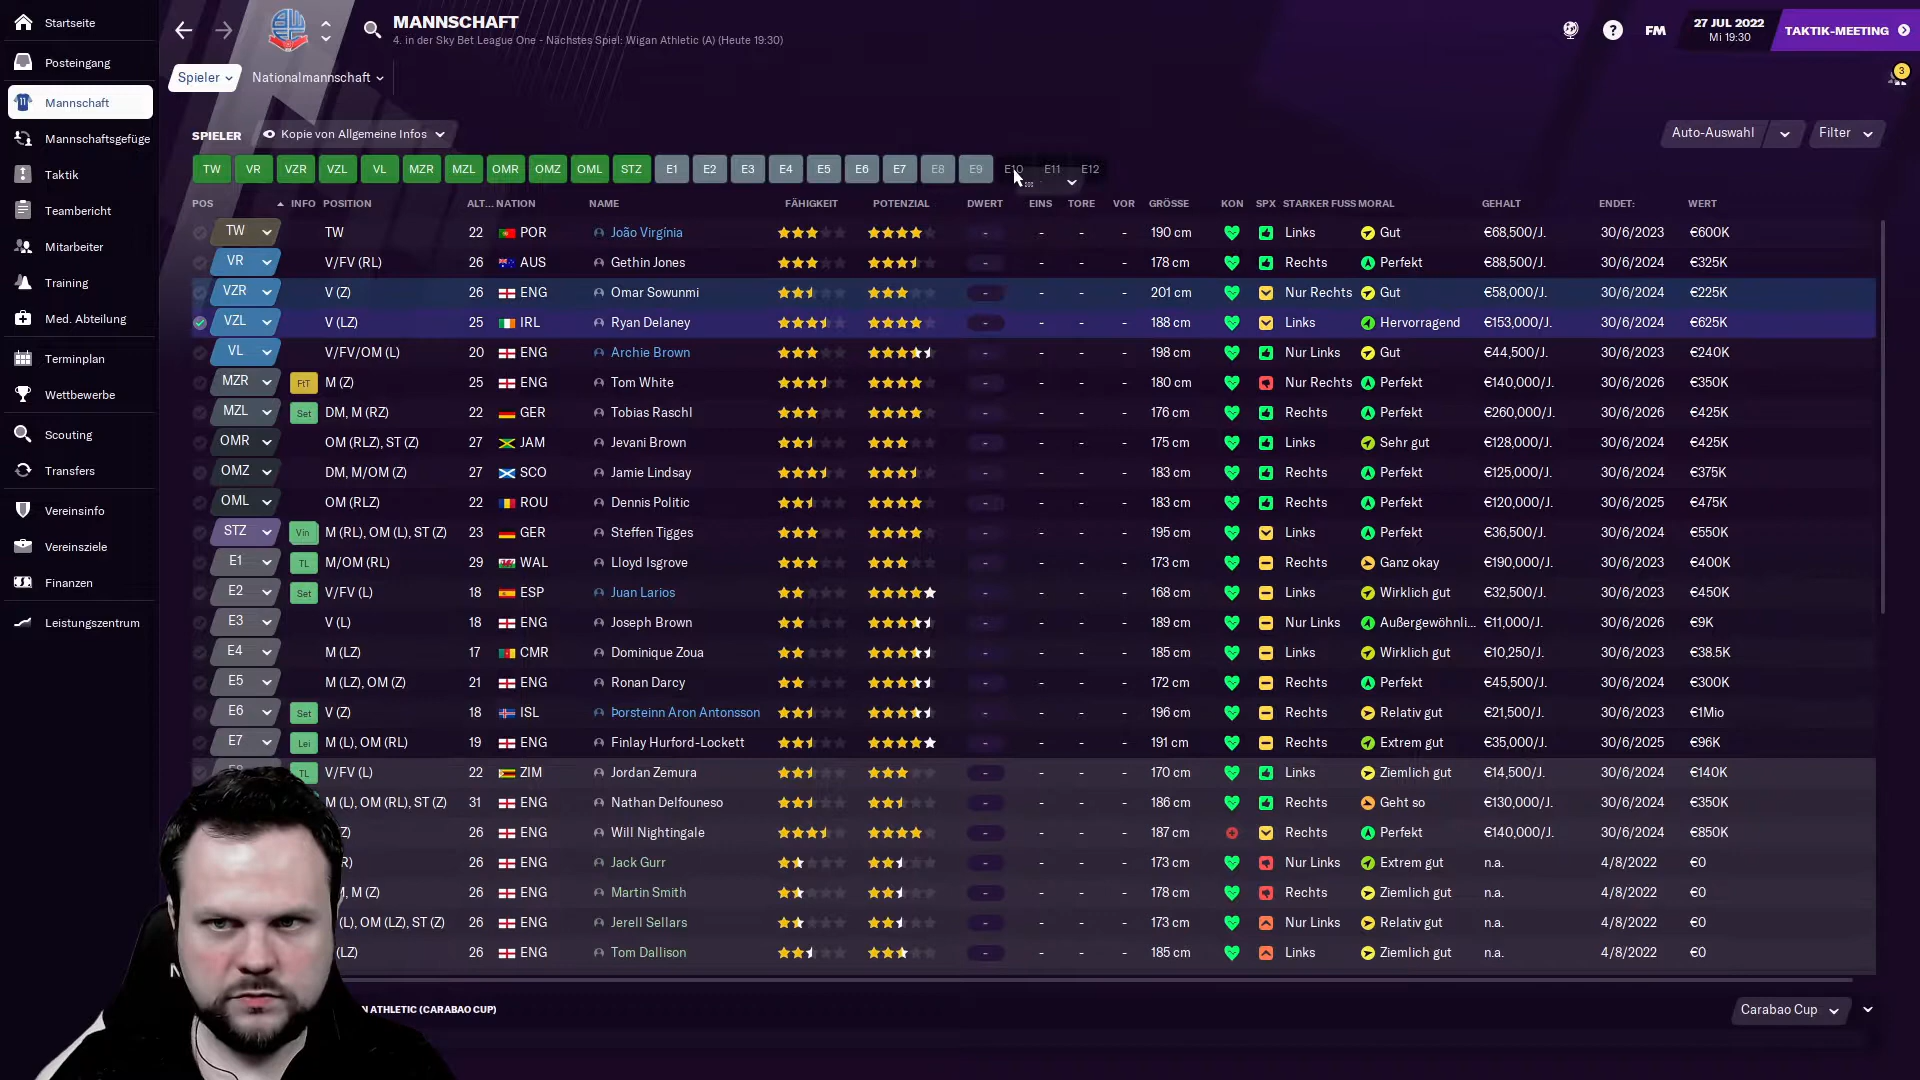 Startseite
Posteingang
Mannschaft
Mannschaftsgefüge
Taktik
Teambericht
Mitarbeiter
Training
Med. Abteilung
Terminplan
Wettbewerbe
Scouting
Transfers
Vereinsinfo
Vereinsziele
Finanzen
Leistungszentrum
MANNSCHAFT
4. in der Sky Bet League One - Nächstes Spiel: Wigan Athletic (A) (Heute 19:30)
FM
27 JUL 2022
Mi 19:30
TAKTIK-MEETING
Spieler Nationalmannschaft
3
SPIELER Kopie von Allgemeine Infos
Auto-Auswahl Filter
TW VR VZR VZL VL MZR MZL OMR OMZ OML STZ E1 E2 E3 E4 E5 E6 E7 E8 E9 E10 E11 E12
POS INFO POSITION ALT... NATION NAME FÄHIGKEIT POTENZIAL DWERT EINS TORE VOR GRÖSSE KON SPX STARKER FUSS MORAL GEHALT ENDET: WERT
TW TW 22 POR João Virgínia - - - - 190 cm Links Gut €68,500/J. 30/6/2023 €600K
VR V/FV (RL) 26 AUS Gethin Jones - - - - 178 cm Rechts Perfekt €88,500/J. 30/6/2023 €325K
VZR V (Z) 26 ENG Omar Sowunmi - - - - 201 cm Nur Rechts Gut €58,000/J. 30/6/2024 €225K
VZL V (LZ) 25 IRL Ryan Delaney - - - - 188 cm Links Hervorragend €153,000/J. 30/6/2024 €625K
VL V/FV/OM (L) 20 ENG Archie Brown - - - - 198 cm Nur Links Gut €44,500/J. 30/6/2023 €240K
MZR FtT M (Z) 25 ENG Tom White - - - - 180 cm Nur Rechts Perfekt €140,000/J. 30/6/2026 €350K
MZL Set DM, M (RZ) 22 GER Tobias Raschl - - - - 176 cm Rechts Perfekt €260,000/J. 30/6/2026 €425K
OMR OM (RLZ), ST (Z) 27 JAM Jevani Brown - - - - 175 cm Links Sehr gut €128,000/J. 30/6/2024 €425K
OMZ DM, M/OM (Z) 27 SCO Jamie Lindsay - - - - 183 cm Rechts Perfekt €125,000/J. 30/6/2024 €375K
OML OM (RLZ) 22 ROU Dennis Politic - - - - 183 cm Rechts Perfekt €120,000/J. 30/6/2025 €475K
STZ Vin M (RL), OM (L), ST (Z) 23 GER Steffen Tigges - - - - 195 cm Links Perfekt €36,500/J. 30/6/2024 €550K
E1 TL M/OM (RL) 29 WAL Lloyd Isgrove - - - - 173 cm Rechts Ganz okay €190,000/J. 30/6/2023 €400K
E2 Set V/FV (L) 18 ESP Juan Larios - - - - 168 cm Links Wirklich gut €32,500/J. 30/6/2023 €450K
E3 V (L) 18 ENG Joseph Brown - - - - 189 cm Nur Links Außergewöhnli... €11,000/J. 30/6/2026 €9K
E4 M (LZ) 17 CMR Dominique Zoua - - - - 185 cm Links Wirklich gut €10,250/J. 30/6/2023 €38.5K
E5 M (LZ), OM (Z) 21 ENG Ronan Darcy - - - - 172 cm Rechts Perfekt €45,500/J. 30/6/2023 €300K
E6 Set V (Z) 18 ISL Þorsteinn Aron Antonsson - - - - 196 cm Rechts Relativ gut €21,500/J. 30/6/2023 €1Mio
E7 Lei M (L), OM (RL) 19 ENG Finlay Hurford-Lockett - - - - 191 cm Rechts Extrem gut €35,000/J. 30/6/2025 €96K
E8 TL V/FV (L) 22 ZIM Jordan Zemura - - - - 170 cm Links Ziemlich gut €14,500/J. 30/6/2024 €140K
M (L), OM (RL), ST (Z) 31 ENG Nathan Delfouneso - - - - 186 cm Rechts Geht so €130,000/J. 30/6/2024 €350K
Z) 26 ENG Will Nightingale - - - - 187 cm Rechts Perfekt €140,000/J. 30/6/2024 €850K
R) 26 ENG Jack Gurr - - - - 173 cm Nur Links Extrem gut n.a. 4/8/2022 €0
, M (Z) 26 ENG Martin Smith - - - - 178 cm Rechts Ziemlich gut n.a. 4/8/2022 €0
(L), OM (LZ), ST (Z) 26 ENG Jerell Sellars - - - - 173 cm Nur Links Relativ gut n.a. 4/8/2022 €0
(LZ) 26 ENG Tom Dallison - - - - 185 cm Links Ziemlich gut n.a. 4/8/2022 €0
N ATHLETIC (CARABAO CUP)
Carabao Cup